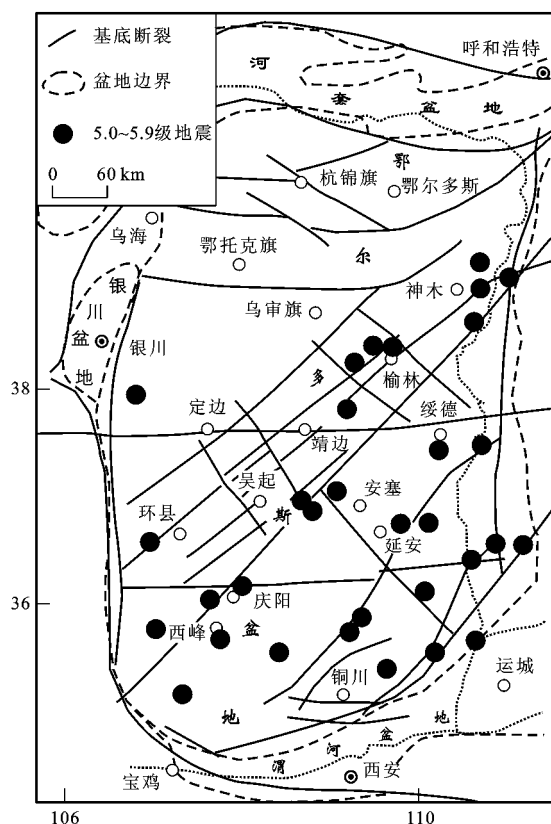 基底断裂
盆地边界
5.0~5.9级地震
0 60 km
呼和浩特
河套盆地
鄂尔多斯盆地
杭锦旗
鄂尔多斯
乌海
鄂托克旗
银川盆地
神木
乌审旗
银川
榆林
38
定边
靖边
绥德
吴起
安塞
环县
延安
36
庆阳
西峰
铜川
运城
渭河盆地
宝鸡
西安
106
110